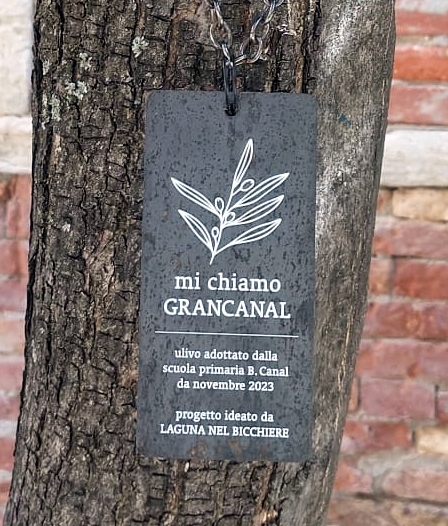 mi chiamo
GRANCANAL
ulivo adottato dalla
scuola primaria B. Canal
da novembre 2023
progetto ideato da
LAGUNA NEL BICCHIERE